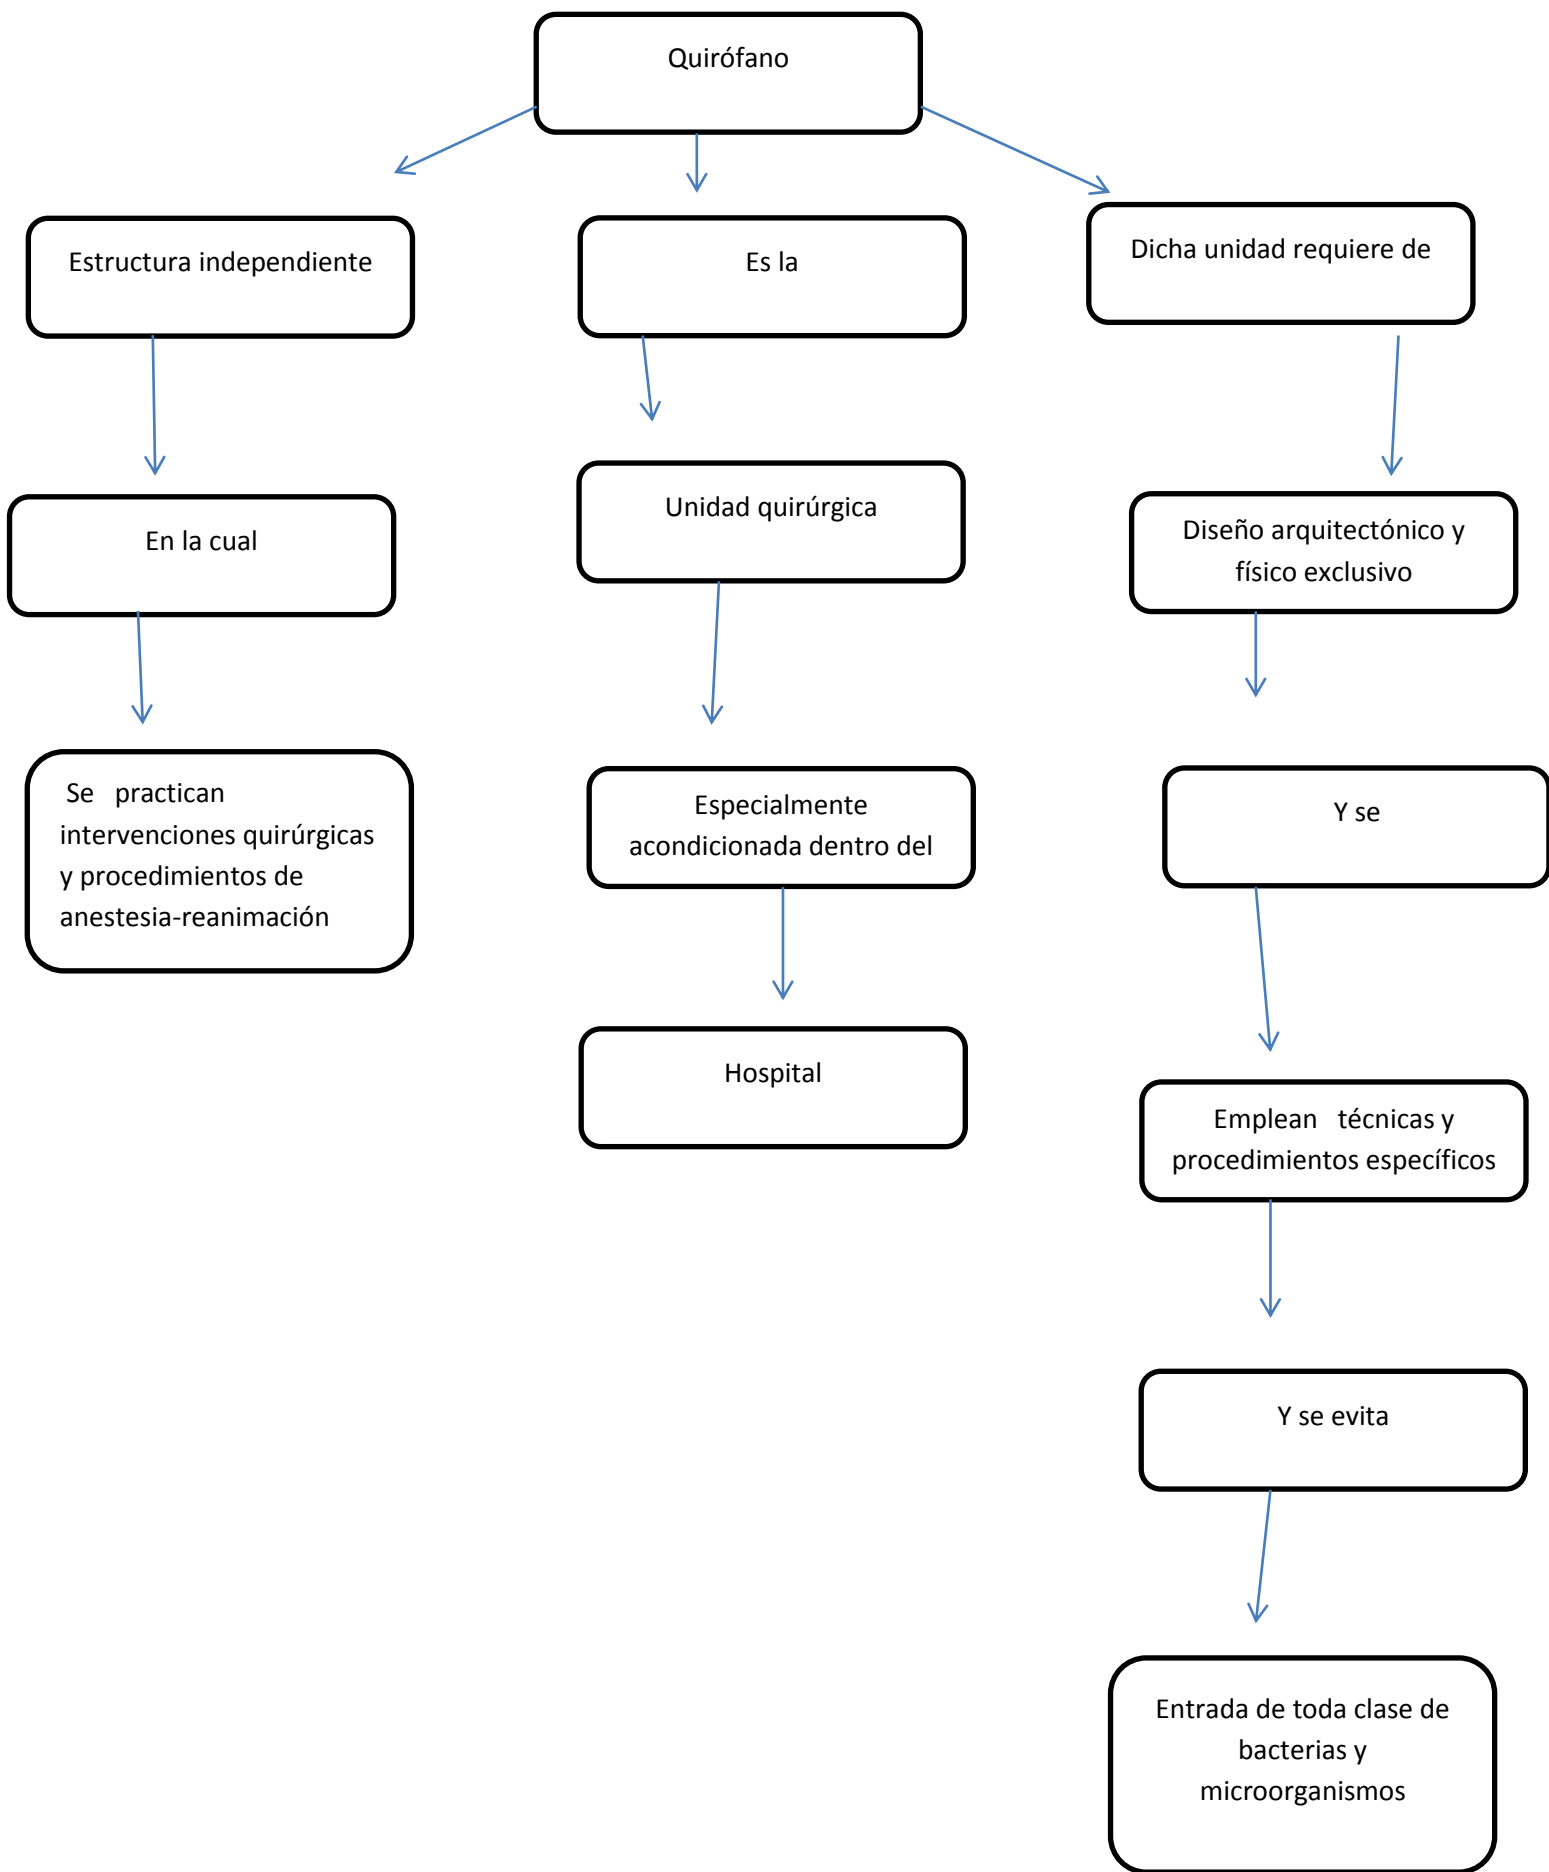 Quirófano
Estructura independiente
Es la
Dicha unidad requiere de
En la cual
Unidad quirúrgica
Diseño arquitectónico y
físico exclusivo
Se practican
intervenciones quirúrgicas
y procedimientos de
anestesia-reanimación
Especialmente
acondicionada dentro del
Y se
Hospital
Emplean técnicas y
procedimientos específicos
Y se evita
Entrada de toda clase de
bacterias y
microorganismos